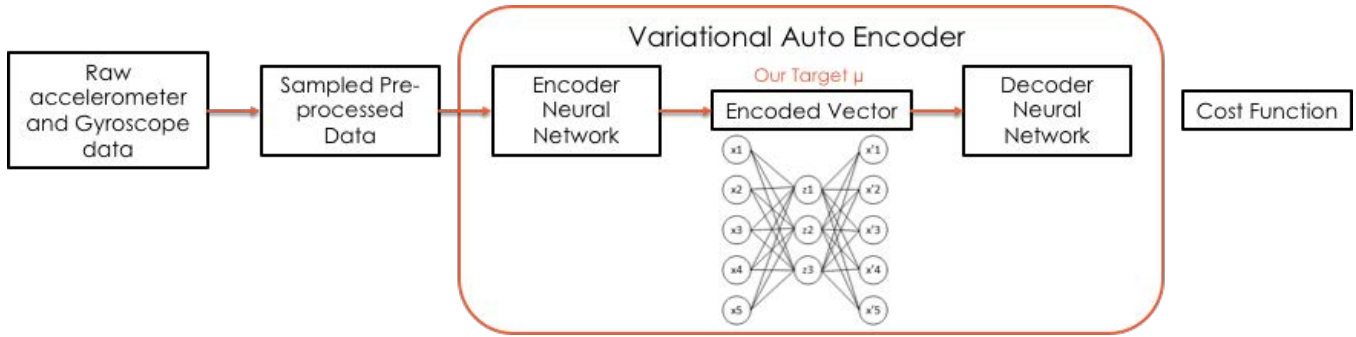 Variational Auto Encoder
Raw
accelerometer
and Gyroscope
data
Sampled Pre-
processed
Data
Encoder
Neural
Network
Our Target μ
Encoded Vector
Decoder
Neural
Network
Cost Function
x1
x'1
x2
z1
x'2
x3
z2
x'3
x4
z3
x'4
x5
x'5